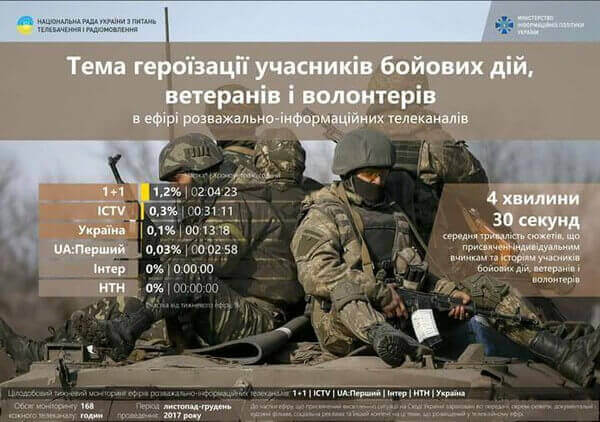 НАЦІОНАЛЬНА РАДА УКРАЇНИ З ПИТАНЬ
ТЕЛЕБАЧЕННЯ І РАДІОМОВЛЕННЯ
МІНІСТЕРСТВО
ІНФОРМАЦІЙНОЇ ПОЛІТИКИ
УКРАЇНИ
Тема героїзації учасників бойових дій,
ветеранів і волонтерів
в ефірі розважально-інформаційних телеканалів
1+1 1,2% | 02:04:23
ICTV 0,3% | 00:31:11
Україна 0,1% | 00:13:18
UA:Перший 0,03% | 00:02:58
Інтер 0% | 0:00:00
НТН 0% | 00:00:00
частка від тижневого ефіру, %
4 хвилини
30 секунд
середня тривалість сюжетів, що
присвячені індивідуальним
вчинкам та історіям учасників
бойових дій, ветеранів і
волонтерів
Цілодобовий тижневий моніторинг ефірів розважально-інформаційних телеканалів: 1+1 | ICTV | UA:Перший | Інтер | НТН | Україна
Обсяг моніторингу 168
кожного телеканалу: годин
Період листопад-грудень
проведення: 2017 року